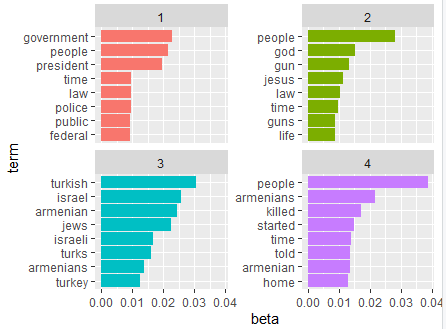 1
government
people
president
time
law
police
public
federal
2
people
god
gun
jesus
law
time
guns
life
3
turkish
israel
armenian
jews
israeli
turks
armenians
turkey
0.00 0.01 0.02 0.03 0.04
4
people
armenians
killed
started
time
told
armenian
home
0.00 0.01 0.02 0.03 0.04
term
beta